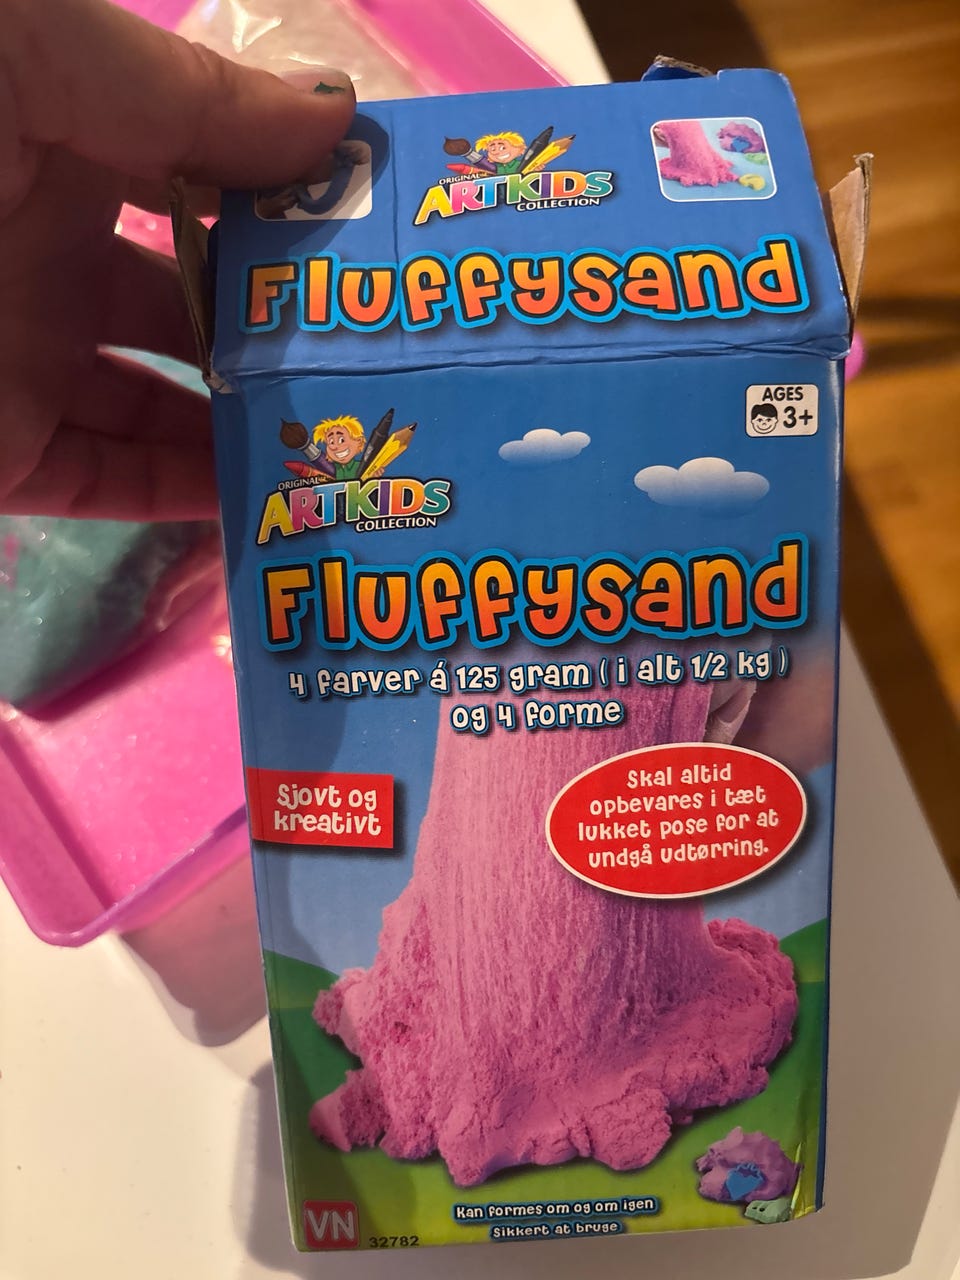 ORIGINAL
ARTKIDS
COLLECTION
Fluffysand
AGES
3+
ORIGINAL
ARTKIDS
COLLECTION
Fluffysand
4 farver á 125 gram ( i alt 1/2 kg )
og 4 forme
Sjovt og
kreativt
Skal altid
opbevares i tæt
lukket pose for at
undgå udtørring.
Kan formes om og om igen
Sikkert at bruge
VN
32782